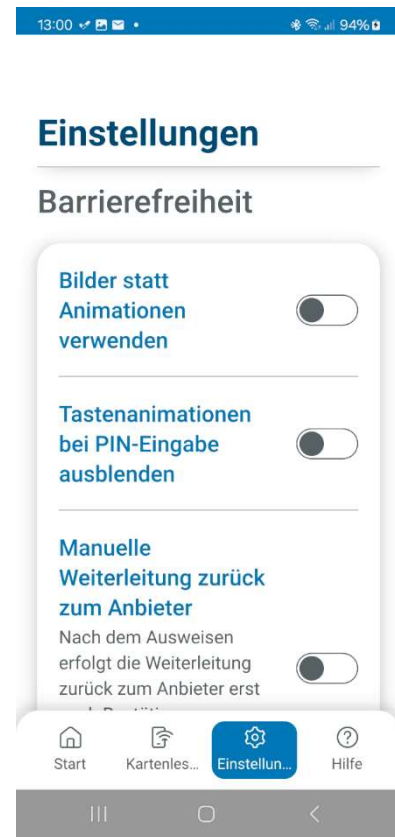 13:00
94%
Einstellungen
Barrierefreiheit
Bilder statt
Animationen
verwenden
Tastenanimationen
bei PIN-Eingabe
ausblenden
Manuelle
Weiterleitung zurück
zum Anbieter
Nach dem Ausweisen
erfolgt die Weiterleitung
zurück zum Anbieter erst
Start Kartenles... Einstellun... Hilfe